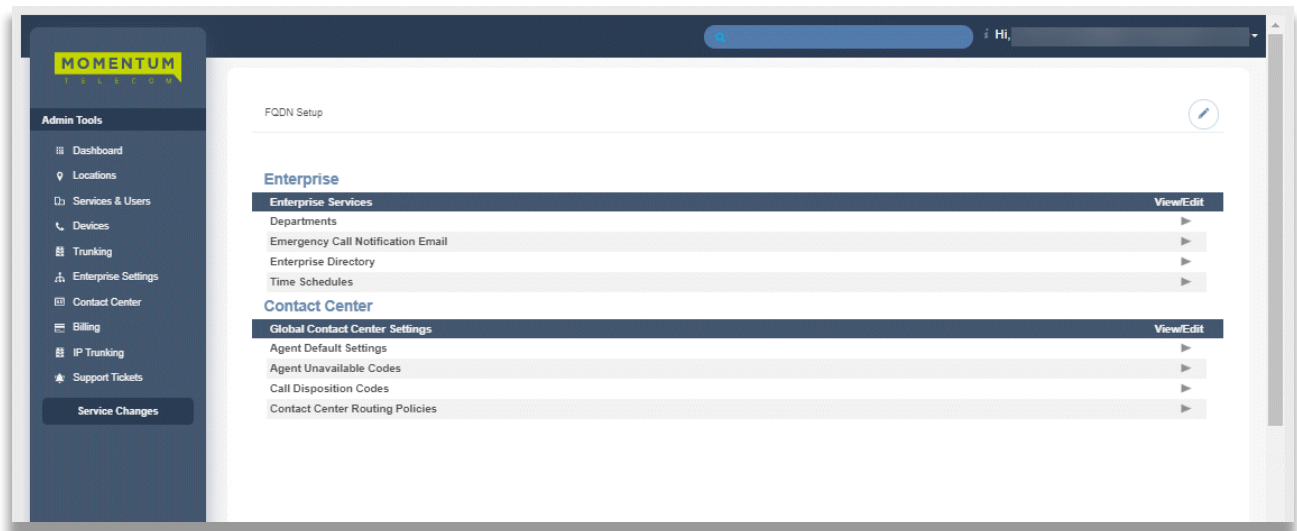 MOMENTUM
TELECOM
Hi,
Admin Tools
Dashboard
Locations
Services & Users
Devices
Trunking
Enterprise Settings
Contact Center
Billing
IP Trunking
Support Tickets
Service Changes
FQDN Setup
Enterprise
Enterprise Services View/Edit
Departments
Emergency Call Notification Email
Enterprise Directory
Time Schedules
Contact Center
Global Contact Center Settings View/Edit
Agent Default Settings
Agent Unavailable Codes
Call Disposition Codes
Contact Center Routing Policies